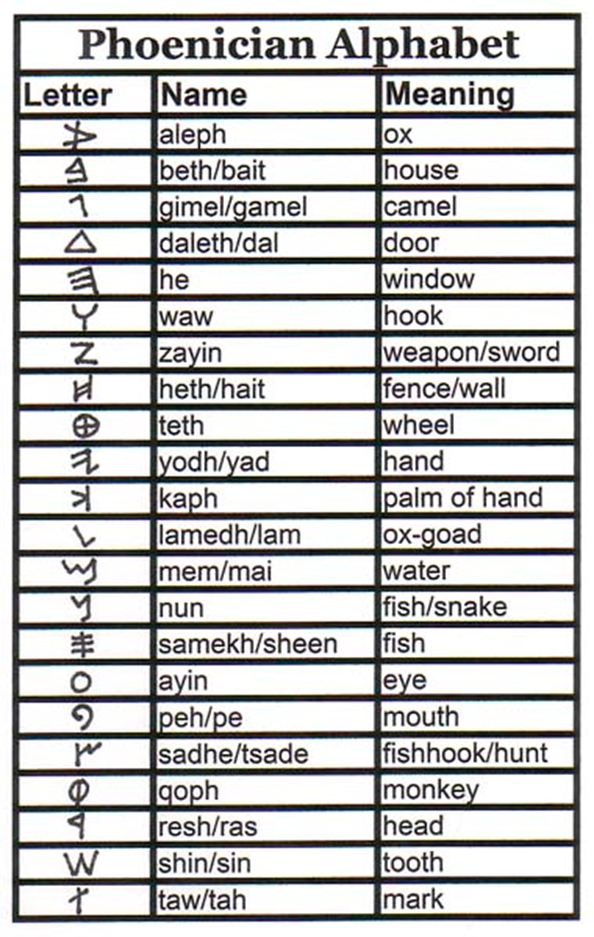 Phoenician Alphabet
Letter Name Meaning
𐤀 aleph ox
𐤁 beth/bait house
𐤂 gimel/gamel camel
𐤃 daleth/dal door
𐤄 he window
𐤅 waw hook
𐤆 zayin weapon/sword
𐤇 heth/hait fence/wall
𐤈 teth wheel
𐤉 yodh/yad hand
𐤊 kaph palm of hand
𐤋 lamedh/lam ox-goad
𐤌 mem/mai water
𐤍 nun fish/snake
𐤎 samekh/sheen fish
𐤏 ayin eye
𐤐 peh/pe mouth
𐤑 sadhe/tsade fishhook/hunt
𐤒 qoph monkey
𐤓 resh/ras head
𐤔 shin/sin tooth
𐤕 taw/tah mark